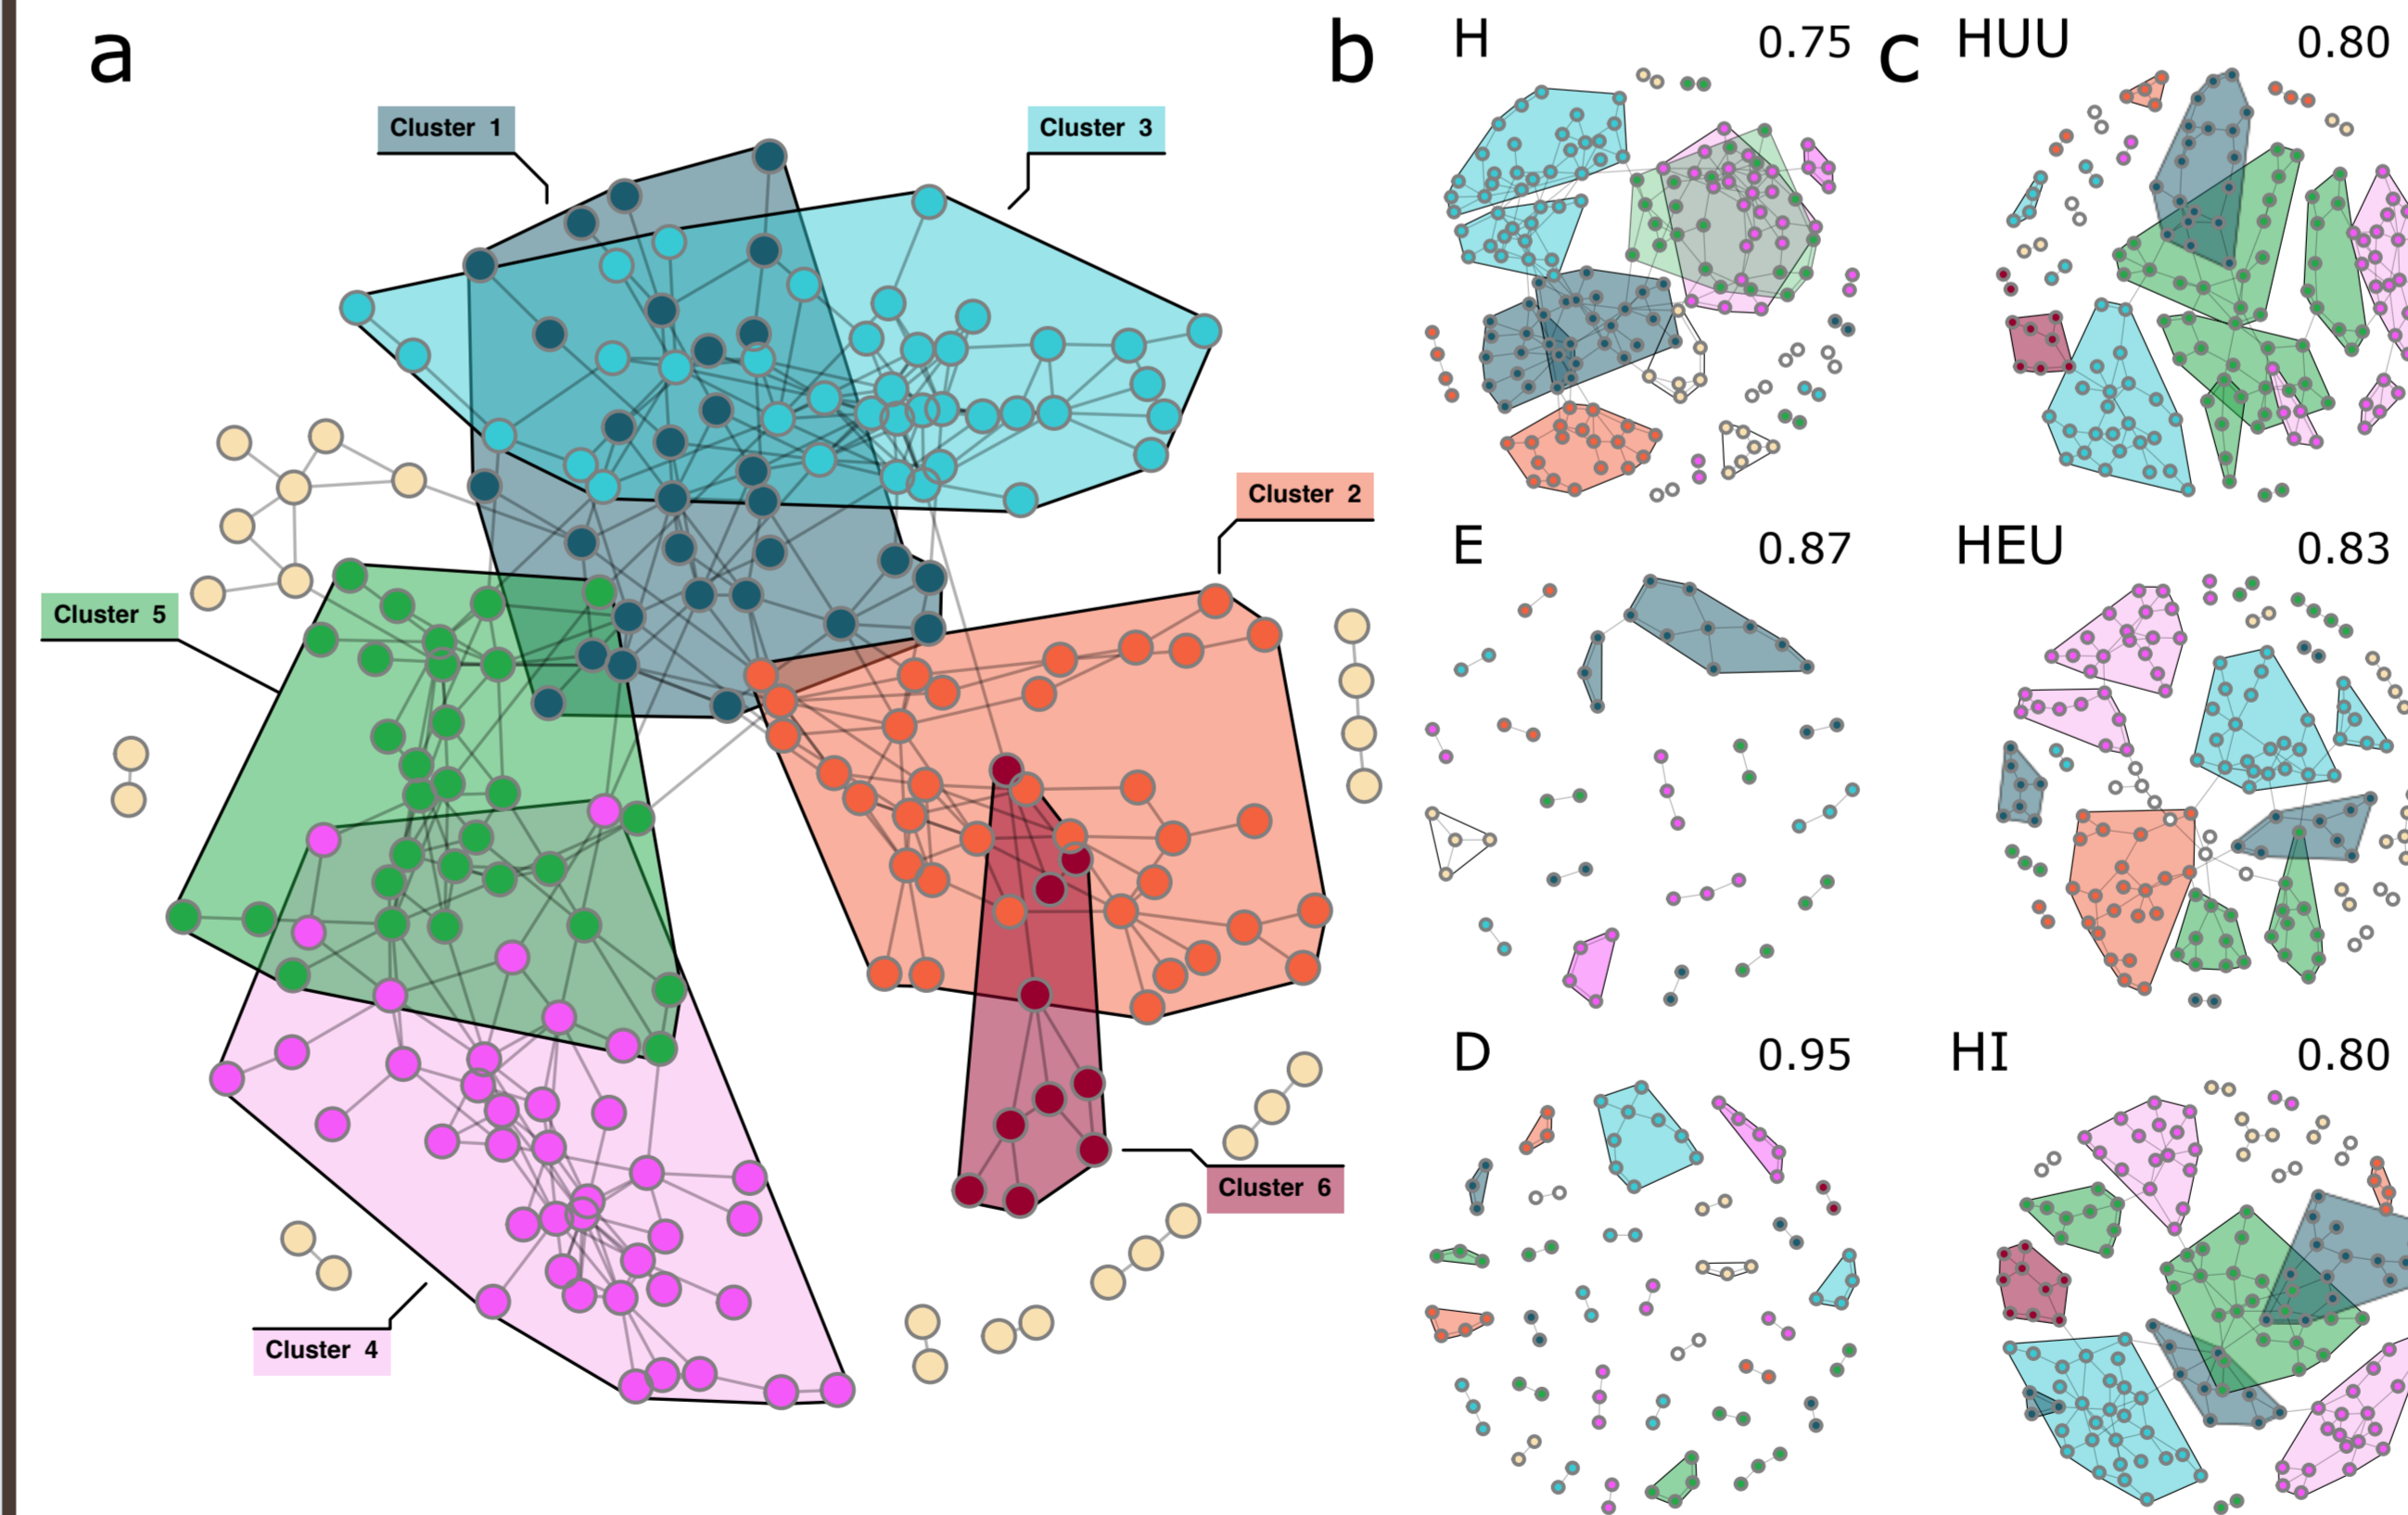 a
Cluster 1
Cluster 3
Cluster 2
Cluster 5
Cluster 6
Cluster 4
b
H 0.75
E 0.87
D 0.95
c
HUU 0.80
HEU 0.83
HI 0.80